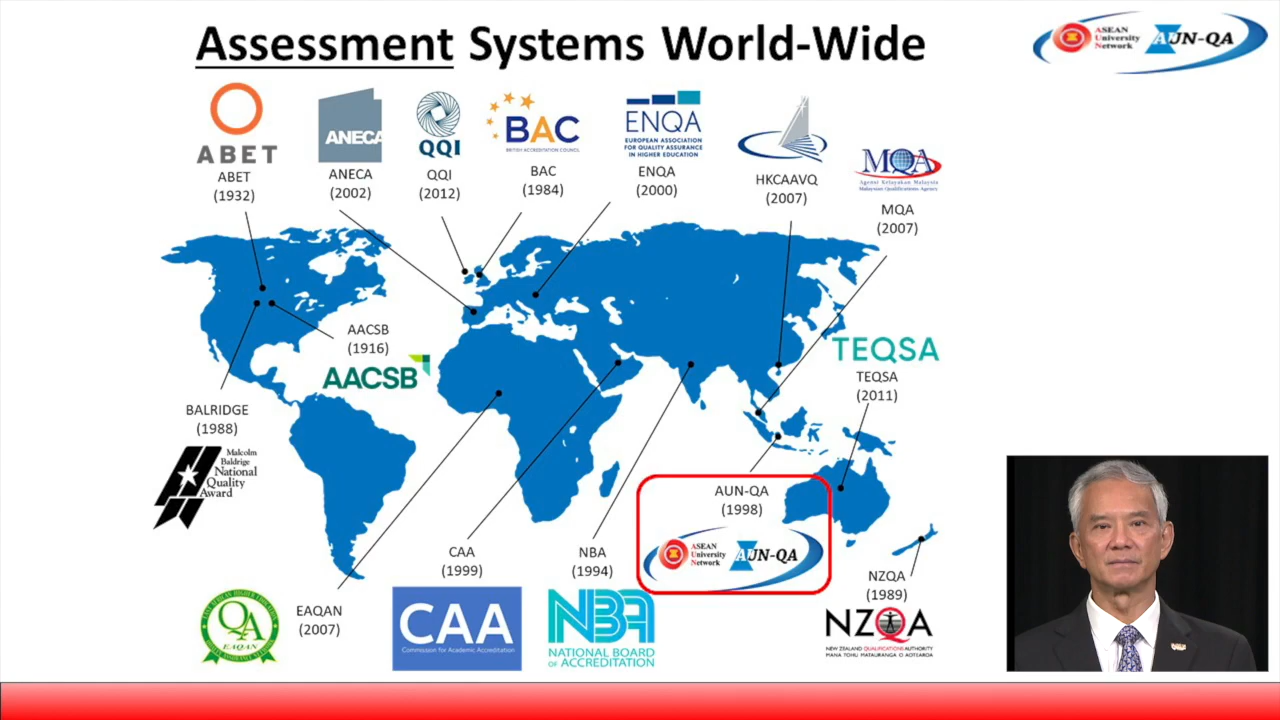 Assessment Systems World-Wide
ASEAN
University
Network
AUN-QA
ABET
ABET
(1932)
ANECA
ANECA
(2002)
QQI
QQI
(2012)
BAC
BRITISH ACCREDITATION COUNCIL
BAC
(1984)
ENQA
EUROPEAN ASSOCIATION
FOR QUALITY ASSURANCE
IN HIGHER EDUCATION
ENQA
(2000)
HKCAAVQ
(2007)
MQA
Agensi Kelayakan Malaysia
Malaysian Qualifications Agency
MQA
(2007)
AACSB
(1916)
AACSB
TEQSA
TEQSA
(2011)
BALRIDGE
(1988)
Malcolm
Baldrige
National
Quality
Award
AUN-QA
(1998)
ASEAN
University
Network
AUN-QA
CAA
(1999)
CAA
Commission for Academic Accreditation
NBA
(1994)
NBA
NATIONAL BOARD
OF ACCREDITATION
NZQA
(1989)
NZQA
NEW ZEALAND QUALIFICATIONS AUTHORITY
MANA TOHU MATAURANGA O AOTEAROA
EAQAN
(2007)
QA
EAQAN